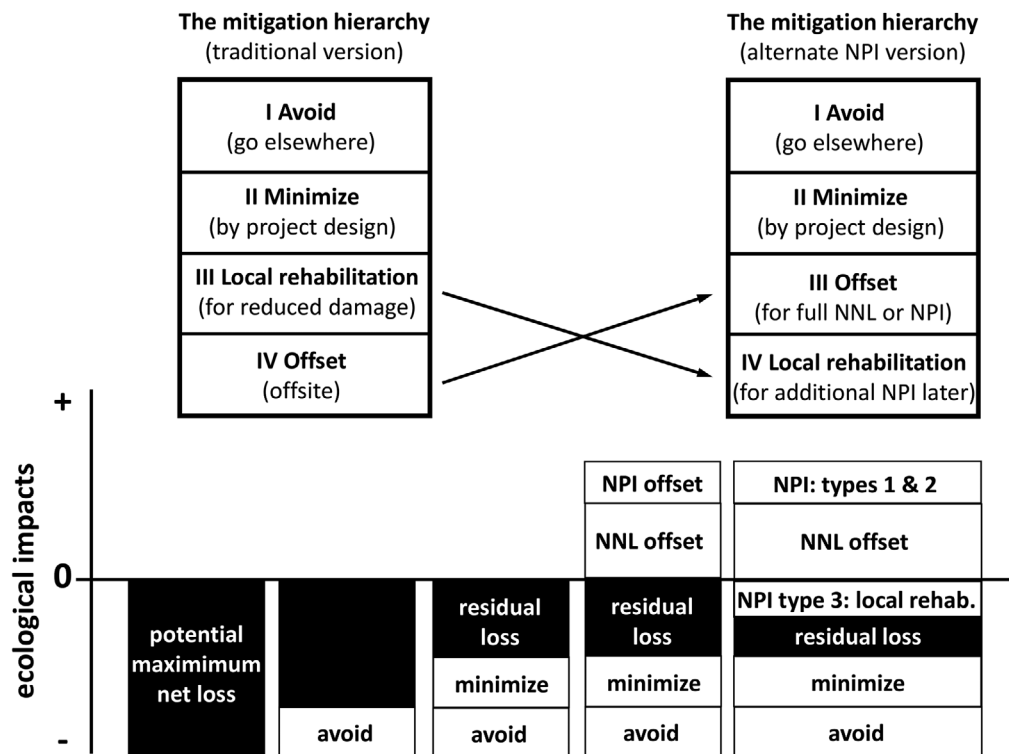 The mitigation hierarchy
(traditional version)
I Avoid
(go elsewhere)
II Minimize
(by project design)
III Local rehabilitation
(for reduced damage)
IV Offset
(offsite)
The mitigation hierarchy
(alternate NPI version)
I Avoid
(go elsewhere)
II Minimize
(by project design)
III Offset
(for full NNL or NPI)
IV Local rehabilitation
(for additional NPI later)
ecological impacts
+
0
-
potential
maximimum
net loss
avoid
residual
loss
minimize
avoid
NPI offset
NNL offset
residual
loss
minimize
avoid
NPI: types 1 & 2
NNL offset
NPI type 3: local rehab.
residual loss
minimize
avoid